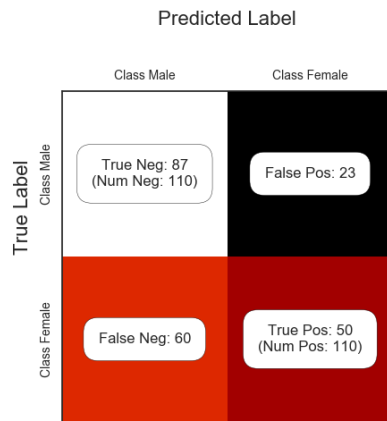 Predicted Label
Class Male
Class Female
True Label
Class Male
True Neg: 87
(Num Neg: 110)
False Pos: 23
Class Female
False Neg: 60
True Pos: 50
(Num Pos: 110)